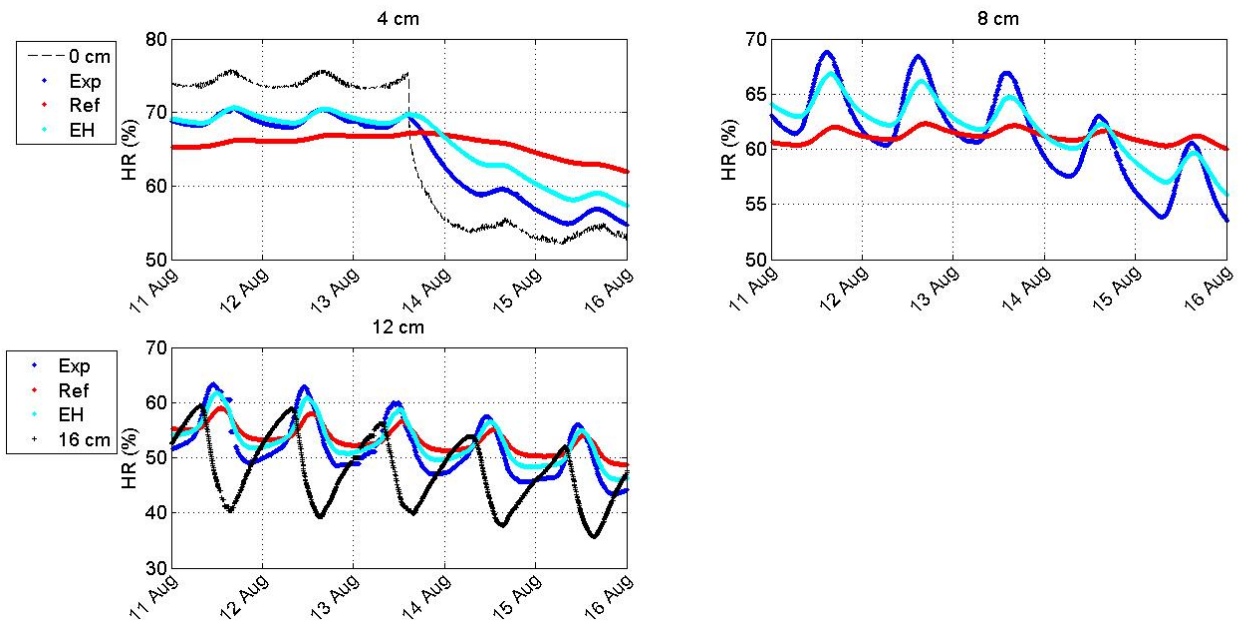 4 cm
0 cm
Exp
Ref
EH
HR (%)
80
70
60
50
11 Aug
12 Aug
13 Aug
14 Aug
15 Aug
16 Aug
8 cm
HR (%)
70
65
60
55
50
11 Aug
12 Aug
13 Aug
14 Aug
15 Aug
16 Aug
12 cm
Exp
Ref
EH
16 cm
HR (%)
70
60
50
40
30
11 Aug
12 Aug
13 Aug
14 Aug
15 Aug
16 Aug